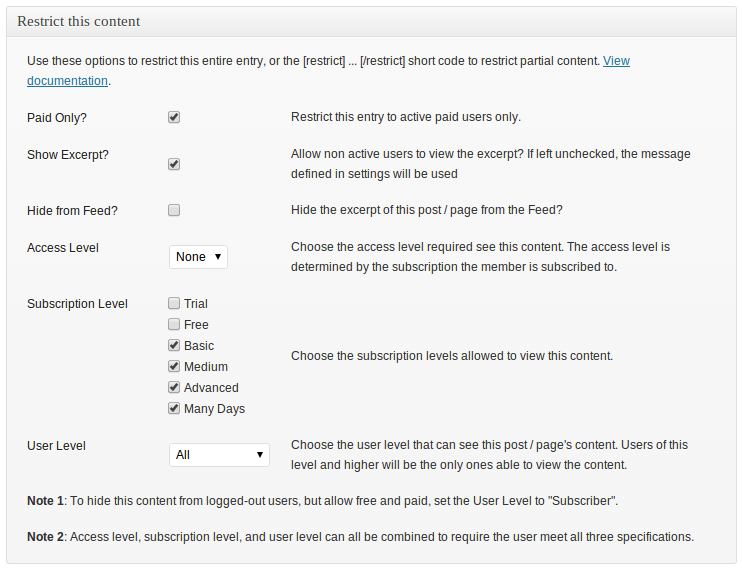 Restrict this content
Use these options to restrict this entire entry, or the [restrict] ... [/restrict] short code to restrict partial content. View
documentation.
Paid Only?
Restrict this entry to active paid users only.
Show Excerpt?
Allow non active users to view the excerpt? If left unchecked, the message
defined in settings will be used
Hide from Feed?
Hide the excerpt of this post / page from the Feed?
Access Level
None
Choose the access level required see this content. The access level is
determined by the subscription the member is subscribed to.
Subscription Level
Trial
Free
Basic
Medium
Advanced
Many Days
Choose the subscription levels allowed to view this content.
User Level
All
Choose the user level that can see this post / page's content. Users of this
level and higher will be the only ones able to view the content.
Note 1: To hide this content from logged-out users, but allow free and paid, set the User Level to "Subscriber".
Note 2: Access level, subscription level, and user level can all be combined to require the user meet all three specifications.